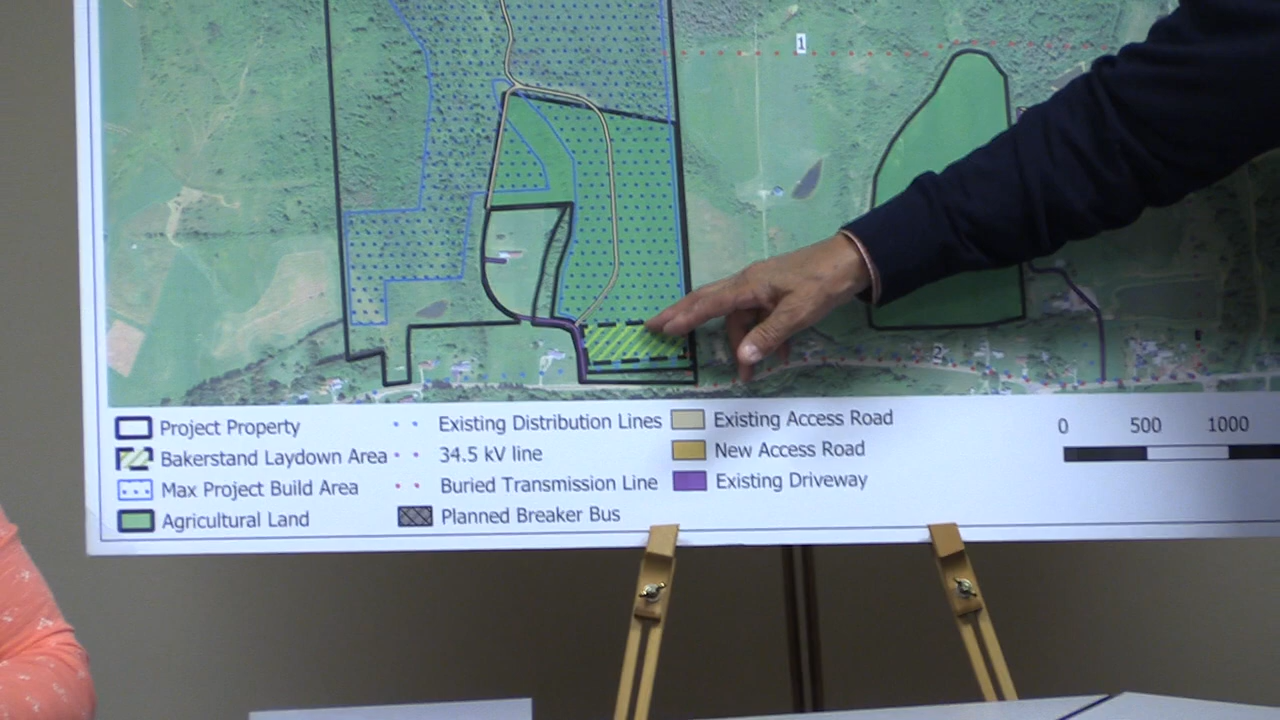 1
2
Project Property
Bakerstand Laydown Area
Max Project Build Area
Agricultural Land
Existing Distribution Lines
34.5 kV line
Buried Transmission Line
Planned Breaker Bus
Existing Access Road
New Access Road
Existing Driveway
0 500 1000